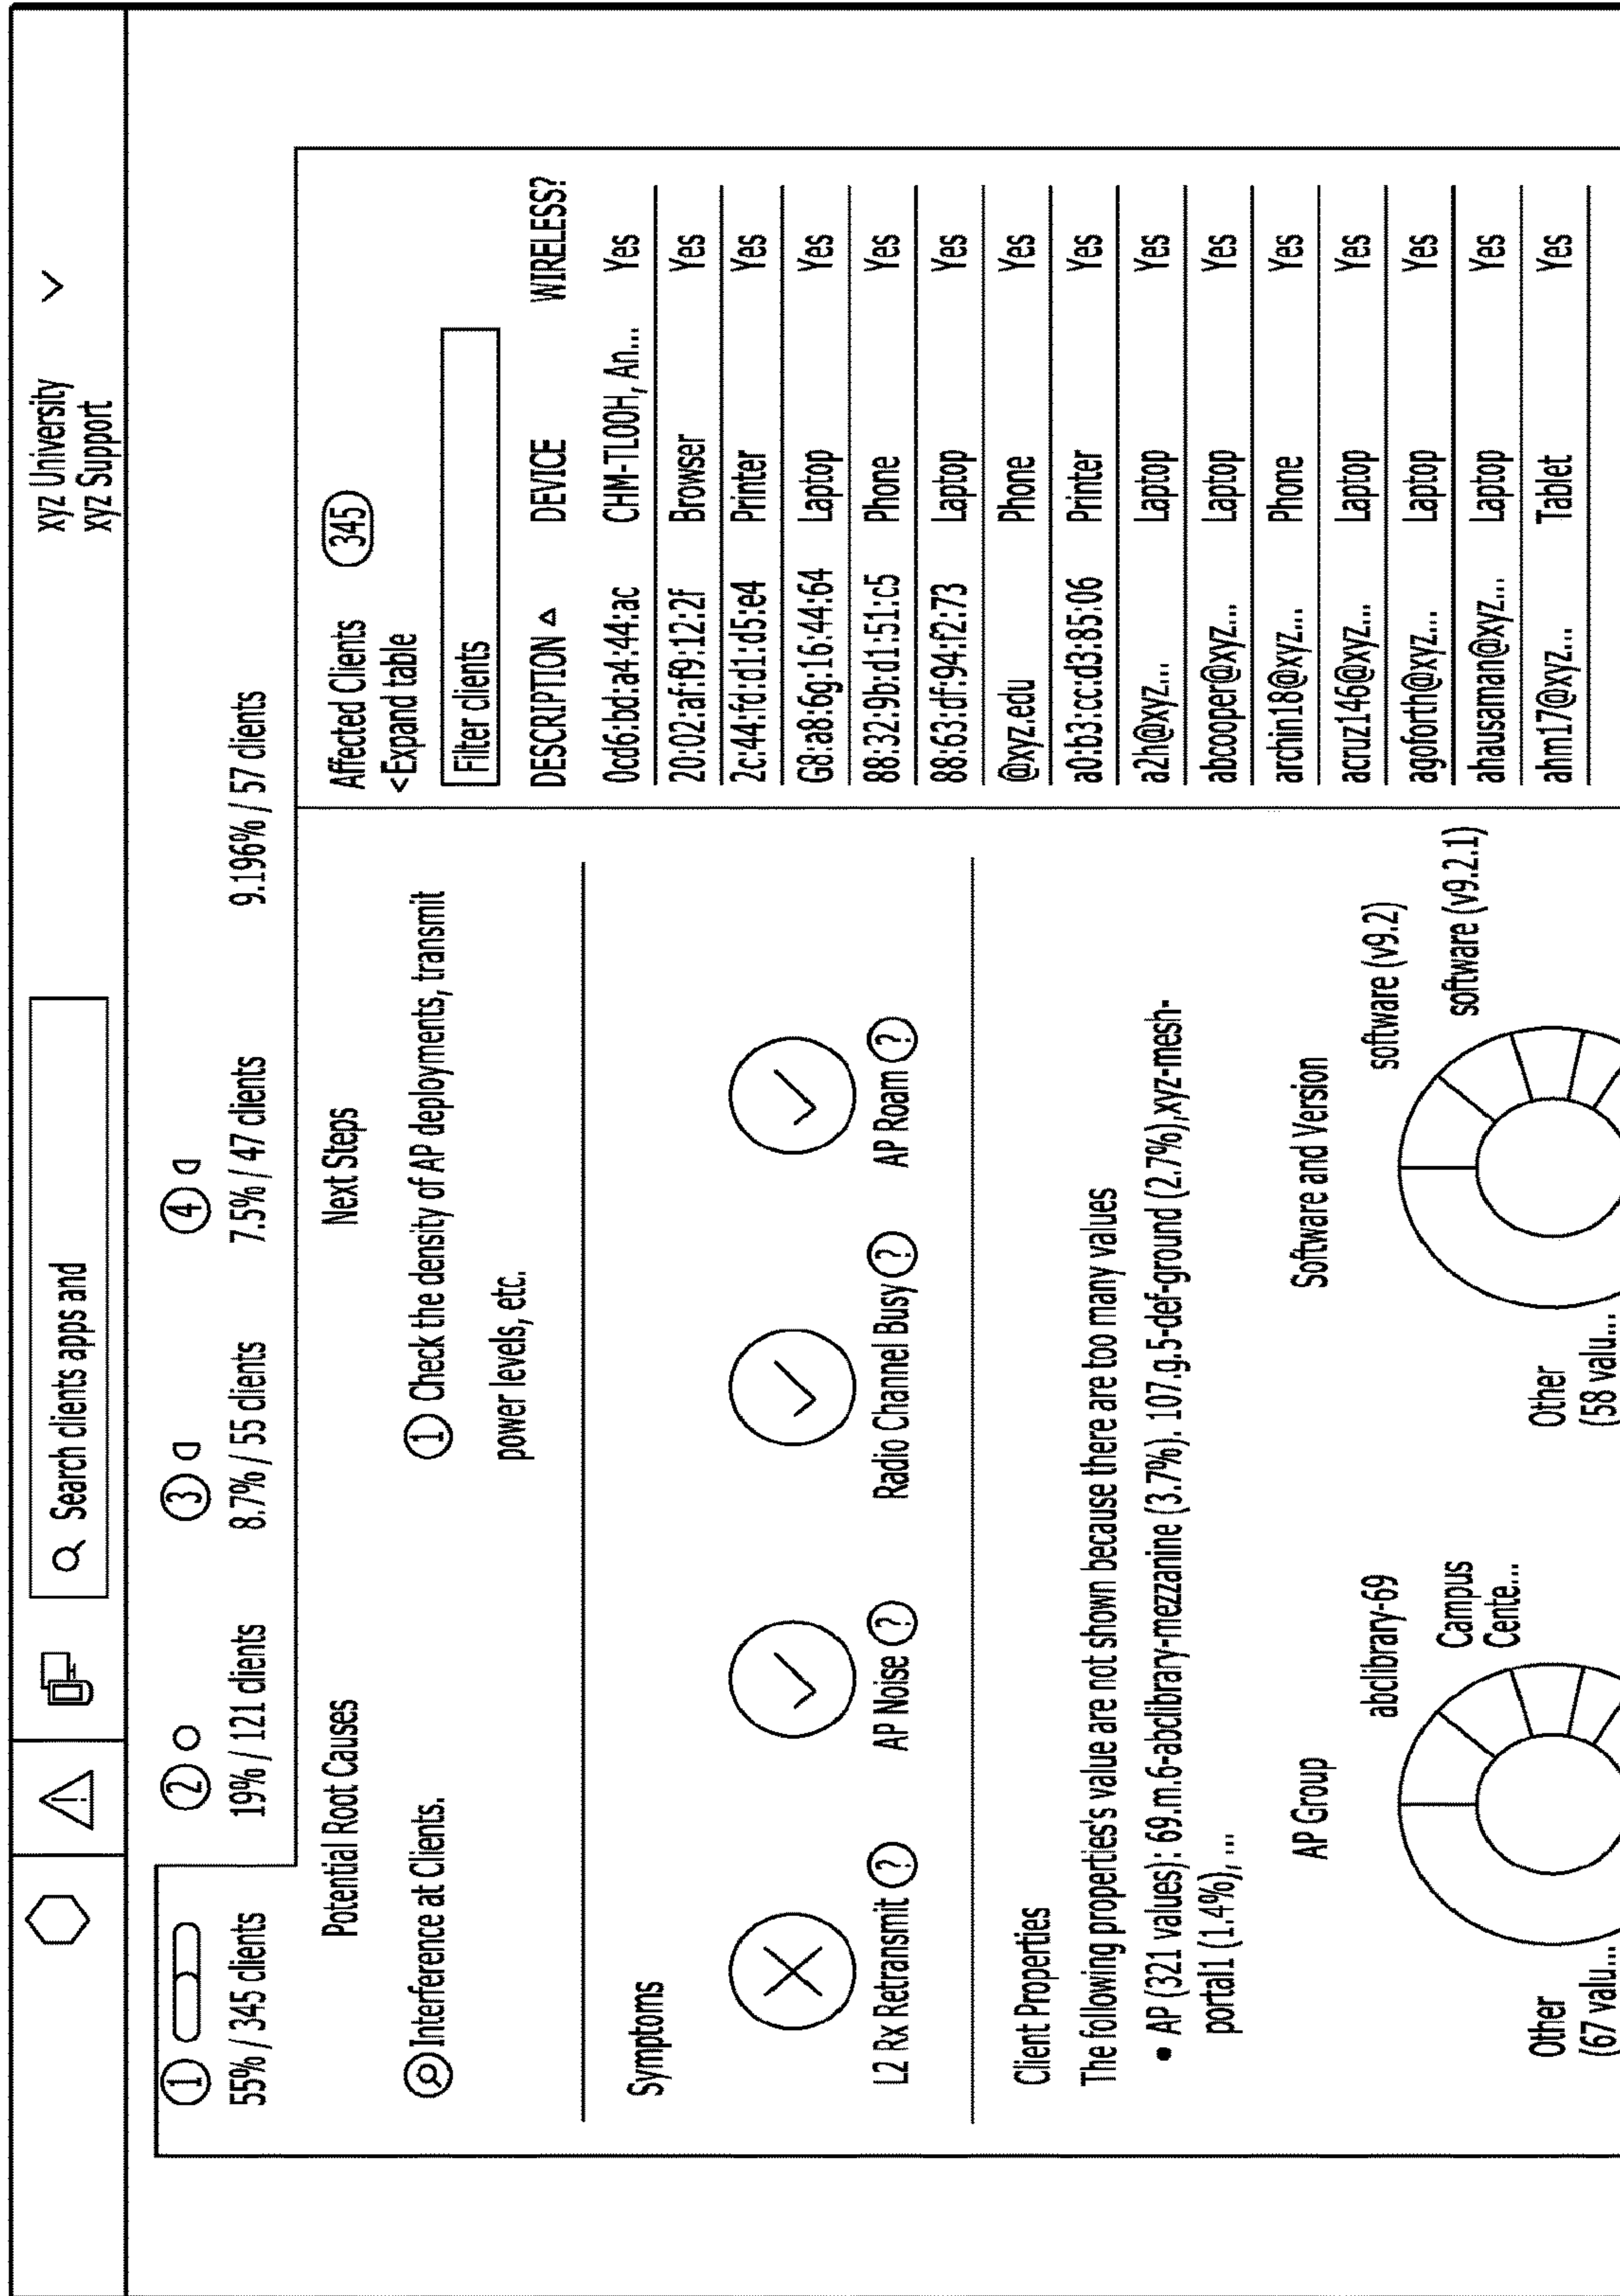 Search clients apps and
xyz University
xyz Support
1
2
3
4
55% / 345 clients
19% / 121 clients
8.7% / 55 clients
7.5% / 47 clients
9.196% / 57 clients
Potential Root Causes
Interference at Clients.
Next Steps
1 Check the density of AP deployments, transmit
power levels, etc.
Symptoms
L2 Rx Retransmit ?
AP Noise ?
Radio Channel Busy ?
AP Roam ?
Client Properties
The following properties's value are not shown because there are too many values
• AP (321 values): 69.m.6-abclibrary-mezzanine (3.7%). 107.g.5-def-ground (2.7%),xyz-mesh-
portal1 (1.4%), ...
AP Group
abclibrary-69
Campus
Cente...
Other
(67 valu...
Software and Version
software (v9.2)
software (v9.2.1)
Other
(58 valu...
Affected Clients 345
<Expand table
Filter clients
DESCRIPTION DEVICE WIRELESS?
0cd6:bd:a4:44:ac CHM-TL00H, An... Yes
20:02:af:f9:12:2f Browser Yes
2c:44:fd:d1:d5:e4 Printer Yes
G8:a8:6g:16:44:64 Laptop Yes
88:32:9b:d1:51:c5 Phone Yes
88:63:df:94:f2:73 Laptop Yes
@xyz.edu Phone Yes
a0:b3:cc:d3:85:06 Printer Yes
a2h@xyz... Laptop Yes
abcooper@xyz... Laptop Yes
archin18@xyz... Phone Yes
acruz146@xyz... Laptop Yes
agoforth@xyz... Laptop Yes
ahausaman@xyz... Laptop Yes
ahm17@xyz... Tablet Yes